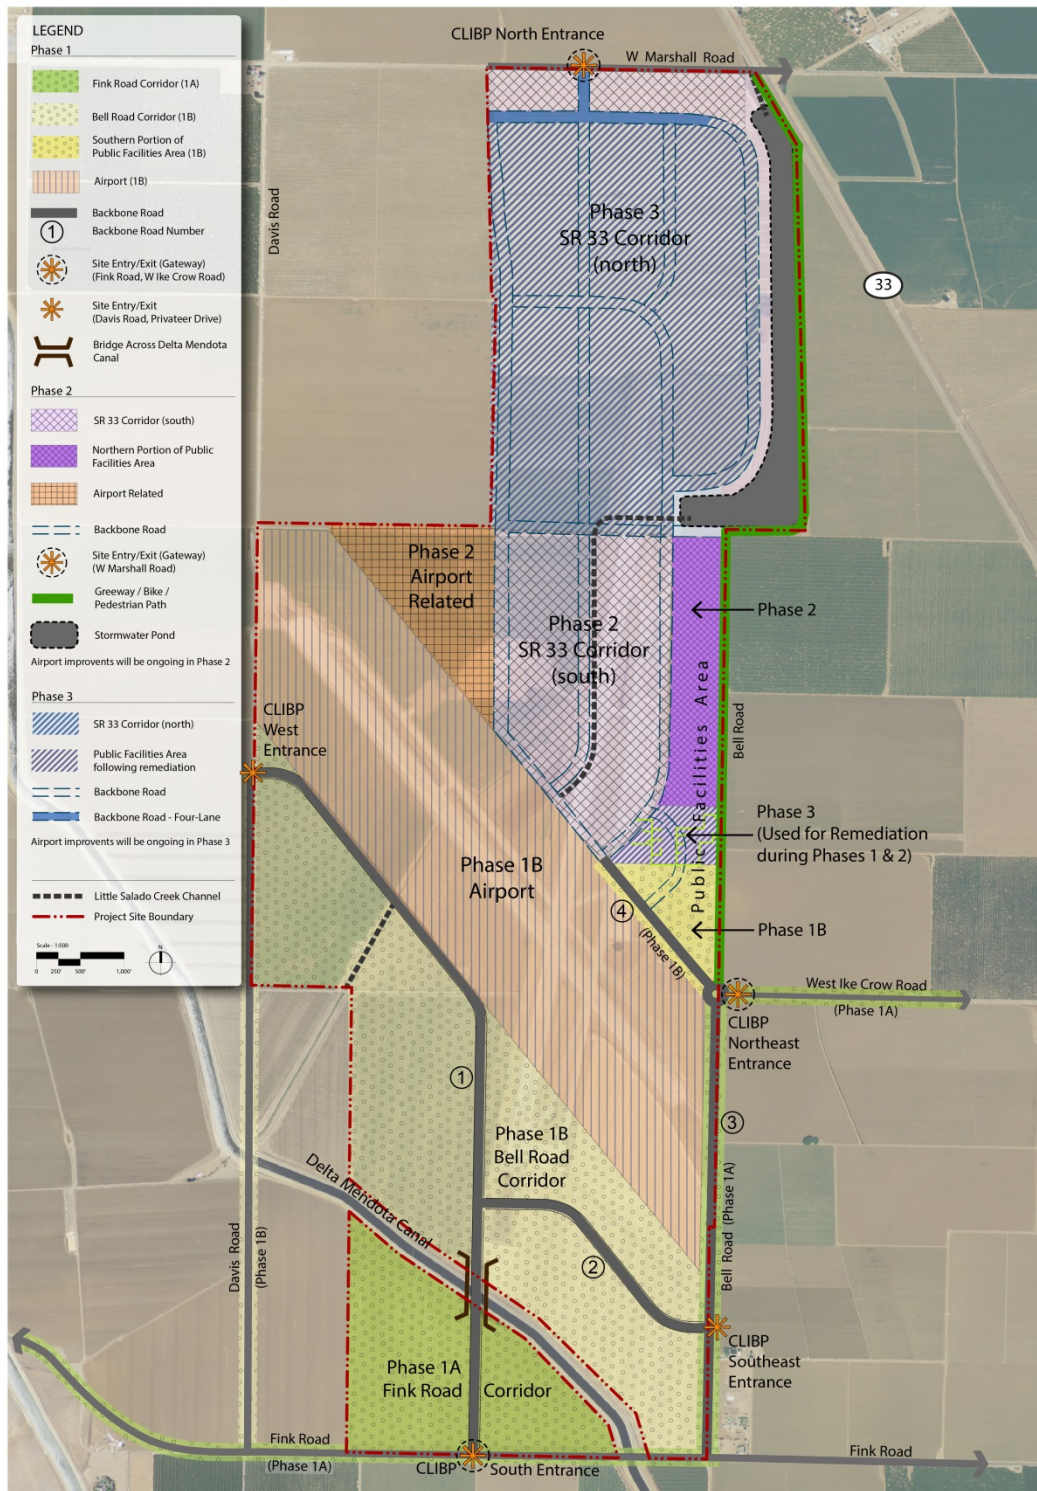 LEGEND
Phase 1
Fink Road Corridor (1A)
Bell Road Corridor (1B)
Southern Portion of
Public Facilities Area (1B)
Airport (1B)
Backbone Road
1
Backbone Road Number
Site Entry/Exit (Gateway)
(Fink Road, W Ike Crow Road)
Site Entry/Exit
(Davis Road, Privateer Drive)
Bridge Across Delta Mendota
Canal
Phase 2
SR 33 Corridor (south)
Northern Portion of Public
Facilities Area
Airport Related
Backbone Road
Site Entry/Exit (Gateway)
(W Marshall Road)
Greeway / Bike /
Pedestrian Path
Stormwater Pond
Airport improvents will be ongoing in Phase 2
Phase 3
SR 33 Corridor (north)
Public Facilities Area
following remediation
Backbone Road
Backbone Road - Four-Lane
Airport improvents will be ongoing in Phase 3
Little Salado Creek Channel
Project Site Boundary
Scale - 1:500
0 250' 500' 1,000'
N
CLIBP North Entrance
W Marshall Road
Davis Road
Phase 3
SR 33 Corridor
(north)
33
Phase 2
Airport
Related
Phase 2
SR 33 Corridor
(south)
Phase 2
Public Facilities Area
Bell Road
CLIBP
West
Entrance
Phase 3
(Used for Remediation
during Phases 1 & 2)
Phase 1B
Airport
4
(Phase 1B)
Phase 1B
West Ike Crow Road
(Phase 1A)
CLIBP
Northeast
Entrance
1
3
Phase 1B
Bell Road
Corridor
Delta Mendota Canal
Bell Road (Phase 1A)
Davis Road
(Phase 1B)
2
CLIBP
Southeast
Entrance
Phase 1A
Fink Road Corridor
Fink Road
(Phase 1A)
CLIBP South Entrance
Fink Road